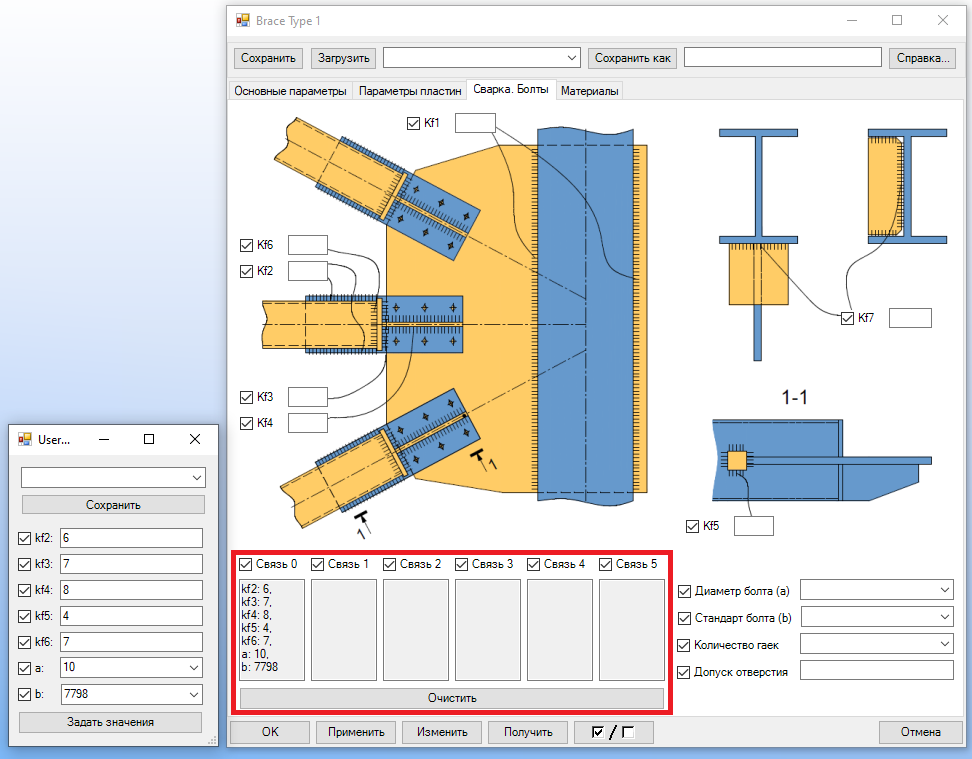 Brace Type 1
Сохранить
Загрузить
Сохранить как
Справка...
Основные параметры
Параметры пластин
Сварка. Болты
Материалы
Kf1
Kf6
Kf2
Kf3
Kf4
1
1
Kf7
1-1
Kf5
Связь 0
Связь 1
Связь 2
Связь 3
Связь 4
Связь 5
kf2: 6,
kf3: 7,
kf4: 8,
kf5: 4,
kf6: 7,
a: 10,
b: 7798
Очистить
Диаметр болта (a)
Стандарт болта (b)
Количество гаек
Допуск отверстия
OK
Применить
Изменить
Получить
/
Отмена
User...
Сохранить
kf2: 6
kf3: 7
kf4: 8
kf5: 4
kf6: 7
a: 10
b: 7798
Задать значения